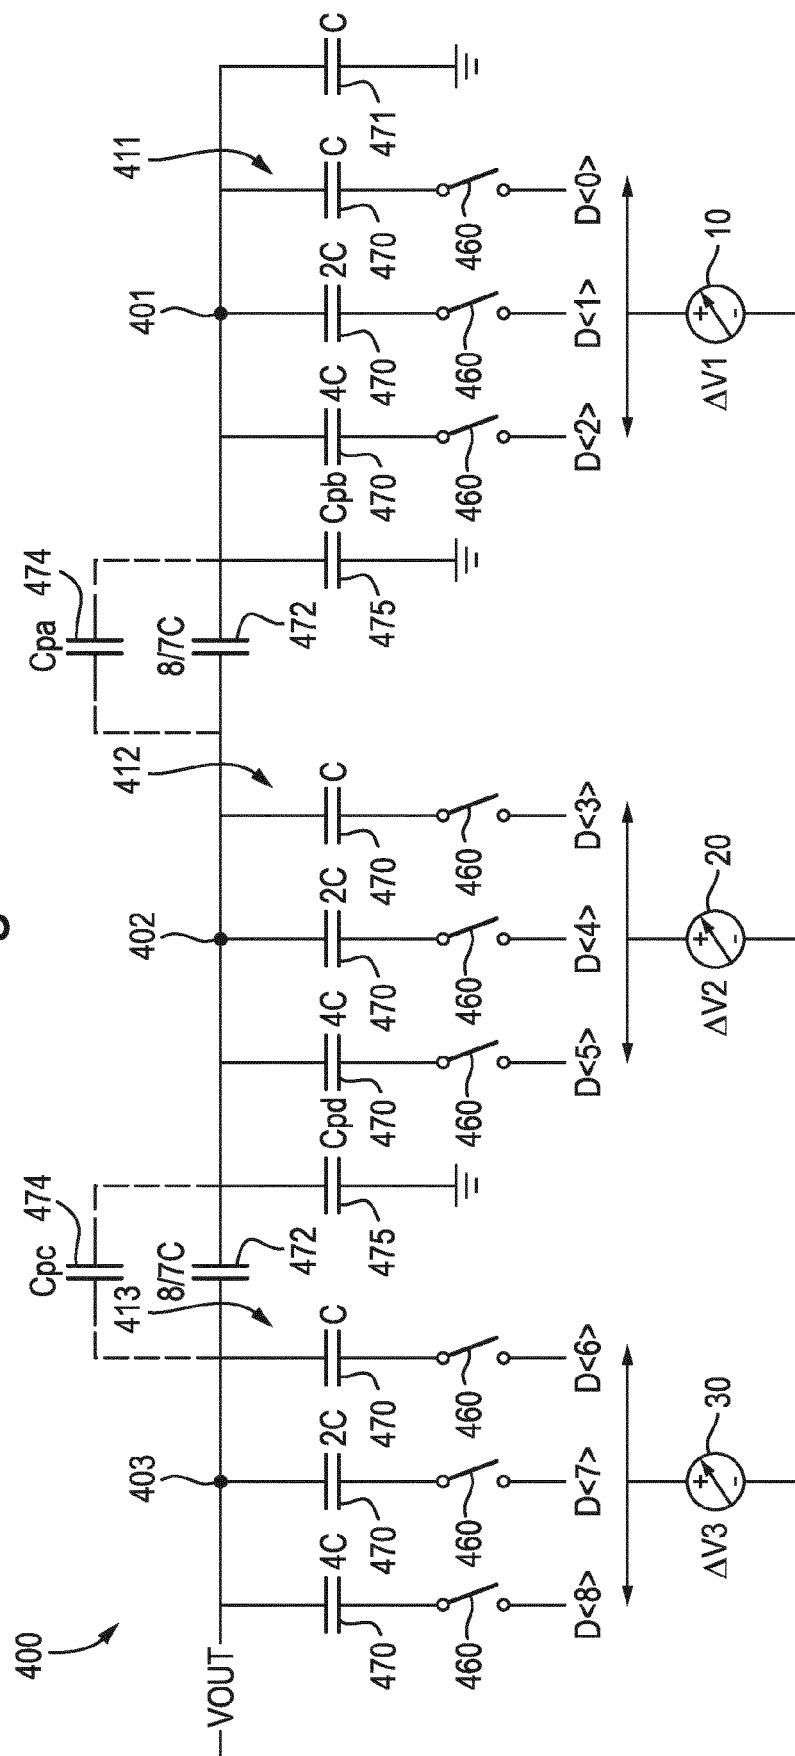 400
Cpc 474 Cpa 474
413 403 402 412 401 411
8/7C 8/7C
VOUT
472 472
4C 2C C Cpd 4C 2C C Cpb 4C 2C C C
470 470 470 475 470 470 470 475 470 470 470 471
460 460 460 460 460 460 460 460 460
D<8> D<7> D<6> D<5> D<4> D<3> D<2> D<1> D<0>
ΔV3 + - 30 ΔV2 + - 20 ΔV1 + - 10